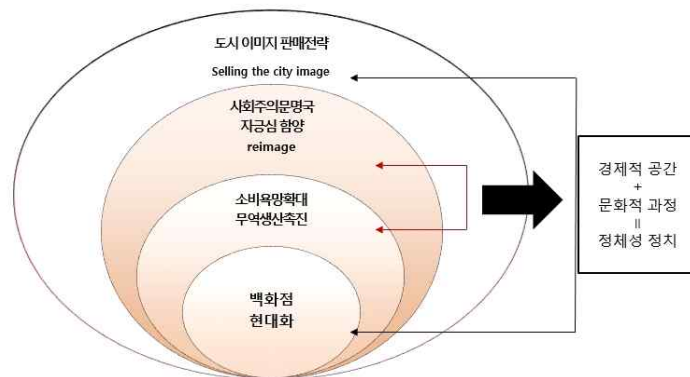 도시 이미지 판매전략
Selling the city image
사회주의문명국
자긍심 함양
reimage
소비욕망확대
무역생산촉진
백화점
현대화
경제적 공간
+
문화적 과정
=
정체성 정치